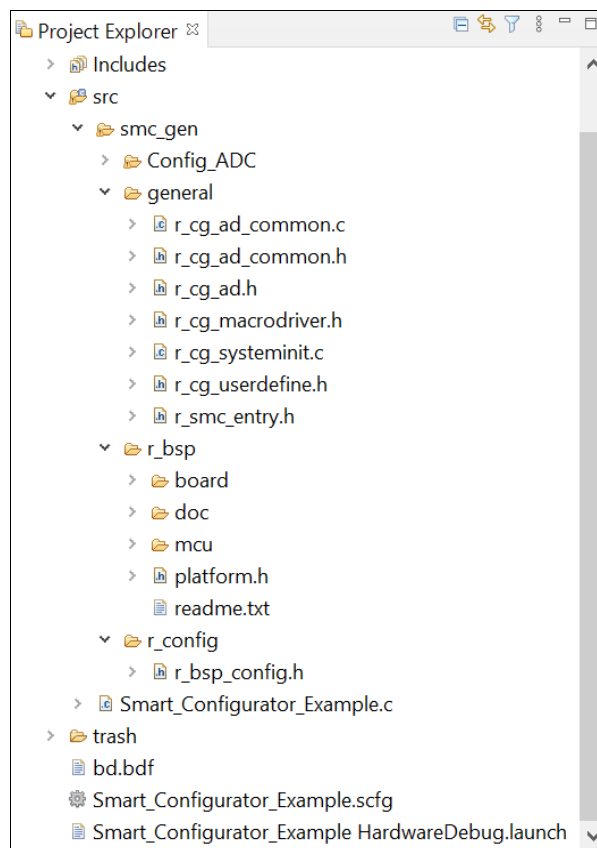 Project Explorer
Includes
src
smc_gen
Config_ADC
general
r_cg_ad_common.c
r_cg_ad_common.h
r_cg_ad.h
r_cg_macrodriver.h
r_cg_systeminit.c
r_cg_userdefine.h
r_smc_entry.h
r_bsp
board
doc
mcu
platform.h
readme.txt
r_config
r_bsp_config.h
Smart_Configurator_Example.c
trash
bd.bdf
Smart_Configurator_Example.scfg
Smart_Configurator_Example HardwareDebug.launch